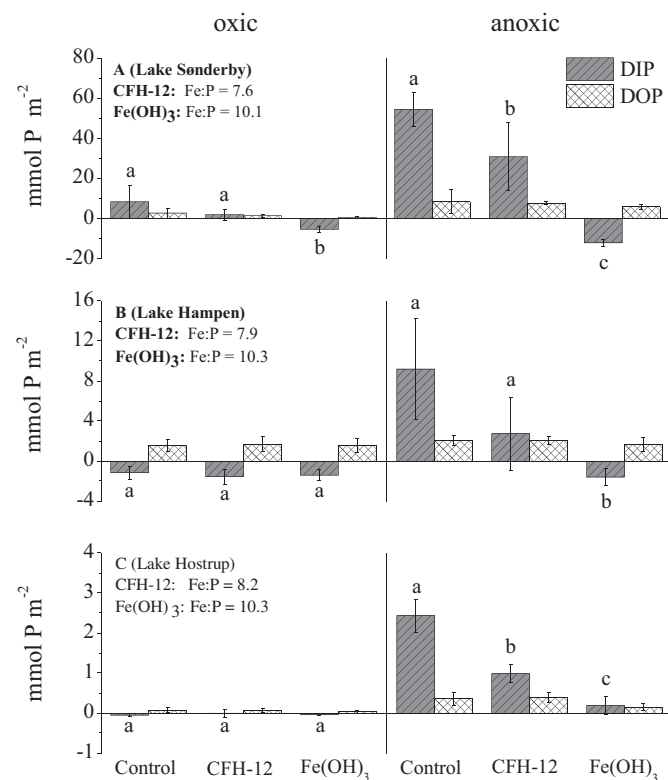 oxic anoxic
80
60
40
20
0
-20
mmol P m-2
A (Lake Sønderby)
CFH-12: Fe:P = 7.6
Fe(OH)3: Fe:P = 10.1
a a b
a b c
DIP
DOP
16
12
8
4
0
-4
mmol P m-2
B (Lake Hampen)
CFH-12: Fe:P = 7.9
Fe(OH)3: Fe:P = 10.3
a a a
a a b
4
3
2
1
0
-1
mmol P m-2
C (Lake Hostrup)
CFH-12: Fe:P = 8.2
Fe(OH) 3: Fe:P = 10.3
a a a
a b c
Control CFH-12 Fe(OH)3 Control CFH-12 Fe(OH)3